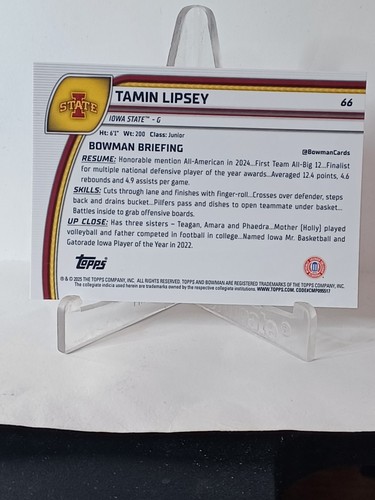 STATE
TAMIN LIPSEY
66
IOWA STATE™ - G
Ht: 6'1" Wt: 200 Class: Junior
BOWMAN BRIEFING
@BowmanCards
RESUME: Honorable mention All-American in 2024...First Team All-Big 12...Finalist
for multiple national defensive player of the year awards...Averaged 12.4 points, 4.6
rebounds and 4.9 assists per game.
SKILLS: Cuts through lane and finishes with finger-roll...Crosses over defender, steps
back and drains bucket...Pilfers pass and dishes to open teammate under basket...
Battles inside to grab offensive boards.
UP CLOSE: Has three sisters – Teagan, Amara and Phaedra...Mother [Holly] played
volleyball and father competed in football in college...Named Iowa Mr. Basketball and
Gatorade Iowa Player of the Year in 2022.
Topps
® & © 2025 THE TOPPS COMPANY, INC. ALL RIGHTS RESERVED. TOPPS AND BOWMAN ARE REGISTERED TRADEMARKS OF THE TOPPS COMPANY, INC.
The collegiate indicia used herein are trademarks owned by the respective collegiate institutions. WWW.TOPPS.COM. CODE#CMP095517